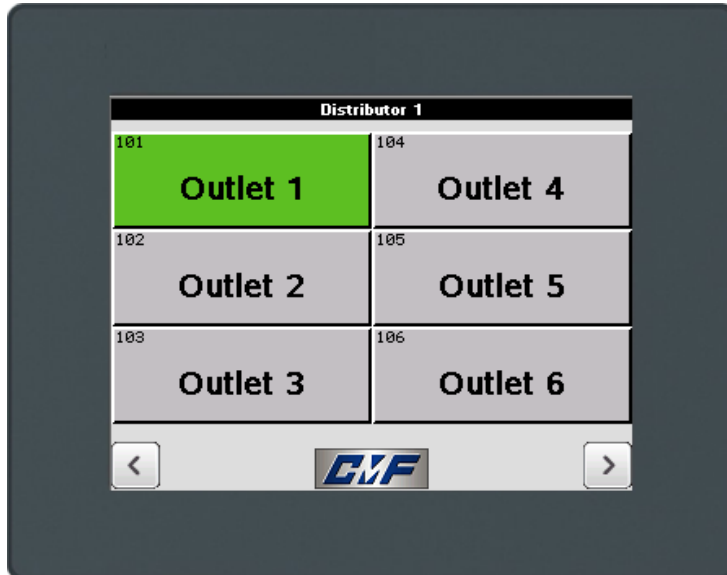 Distributor 1
101
Outlet 1
104
Outlet 4
102
Outlet 2
105
Outlet 5
103
Outlet 3
106
Outlet 6
CMF